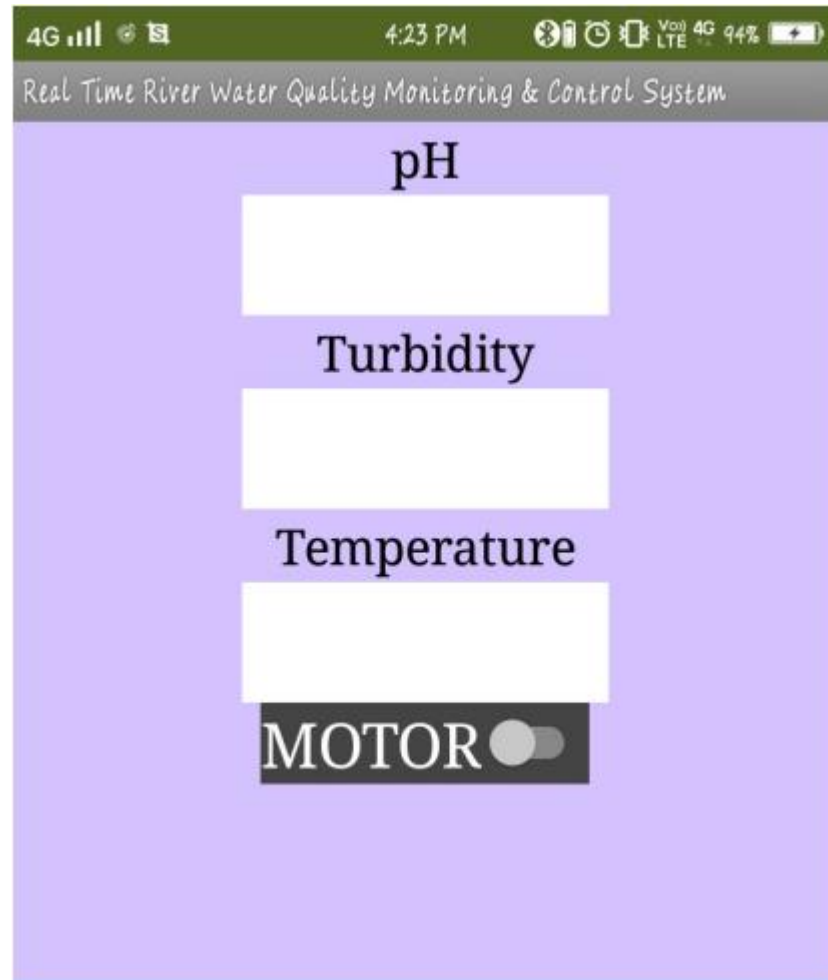 4G 4:23 PM Vo)) LTE 4G 94%
Real Time River Water Quality Monitoring & Control System
pH
Turbidity
Temperature
MOTOR